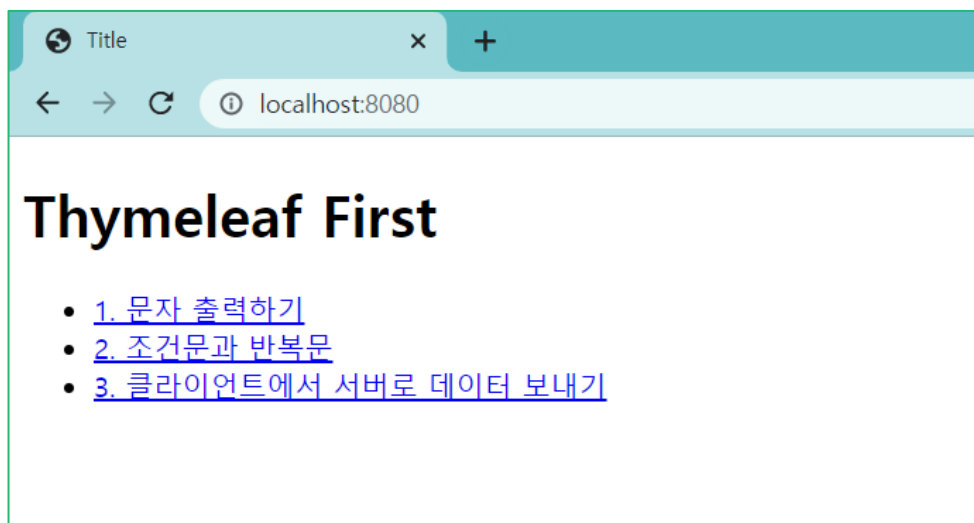 Title
localhost:8080
Thymeleaf First
1. 문자 출력하기
2. 조건문과 반복문
3. 클라이언트에서 서버로 데이터 보내기